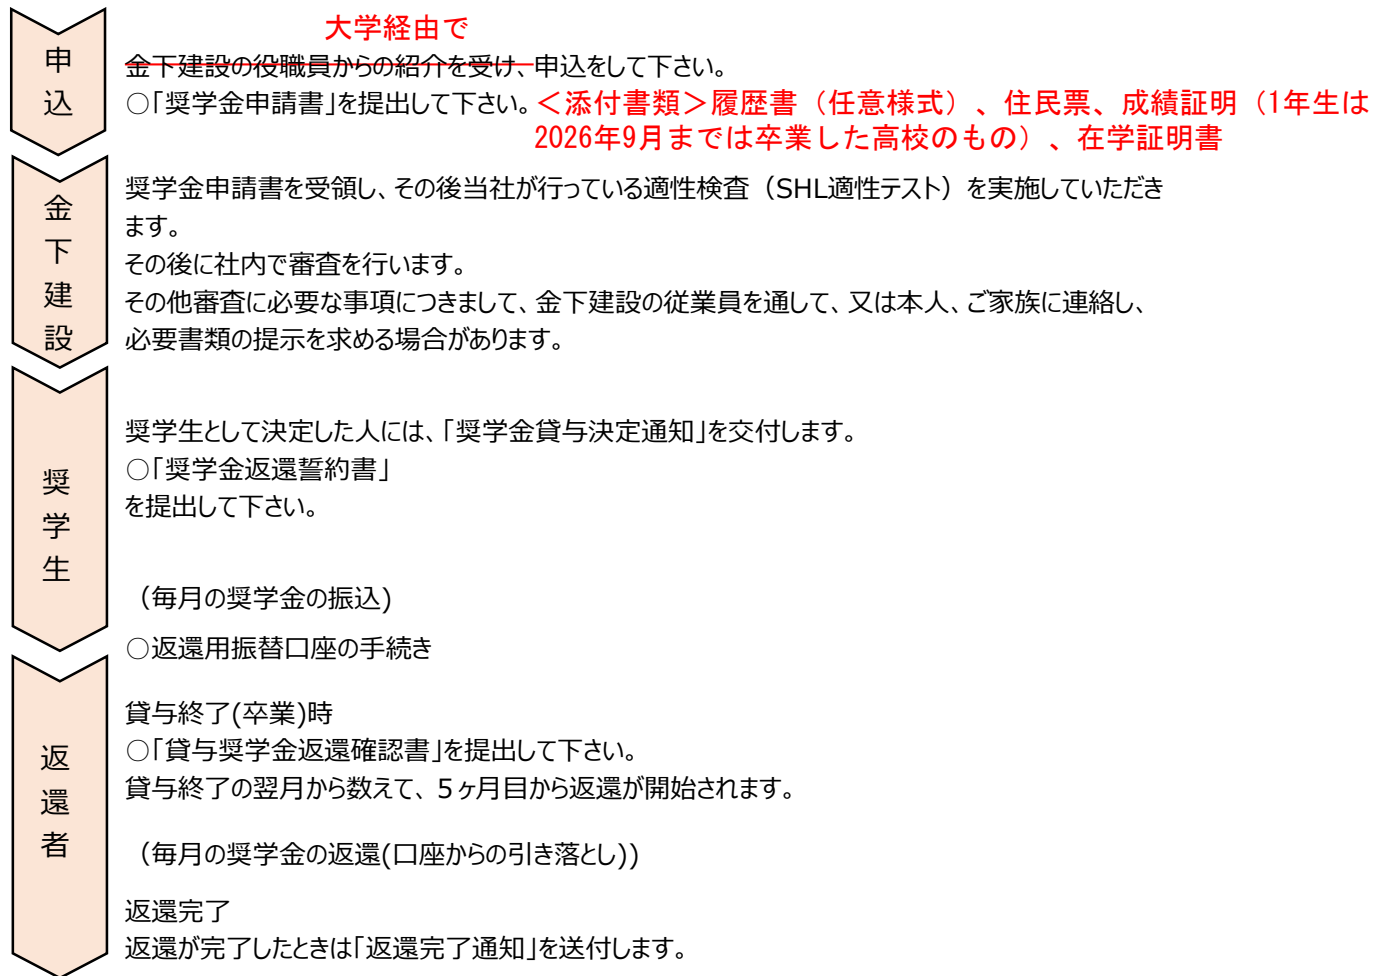 申込
大学経由で
金下建設の役職員からの紹介を受け、申込をして下さい。
○「奨学金申請書」を提出して下さい。＜添付書類＞履歴書（任意様式）、住民票、成績証明（1年生は
2026年9月までは卒業した高校のもの）、在学証明書
金下建設
奨学金申請書を受領し、その後当社が行っている適性検査（SHL適性テスト）を実施していただき
ます。
その後に社内で審査を行います。
その他審査に必要な事項につきまして、金下建設の従業員を通して、又は本人、ご家族に連絡し、
必要書類の提示を求める場合があります。
奨学生
奨学生として決定した人には、「奨学金貸与決定通知」を交付します。
○「奨学金返還誓約書」
を提出して下さい。
（毎月の奨学金の振込)
○返還用振替口座の手続き
返還者
貸与終了(卒業)時
○「貸与奨学金返還確認書」を提出して下さい。
貸与終了の翌月から数えて、５ヶ月目から返還が開始されます。
（毎月の奨学金の返還(口座からの引き落とし))
返還完了
返還が完了したときは「返還完了通知」を送付します。